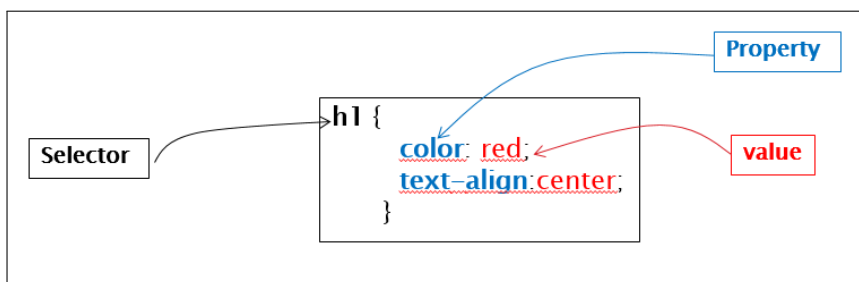 Property
h1 {
Selector
color: red;
value
text-align:center;
}